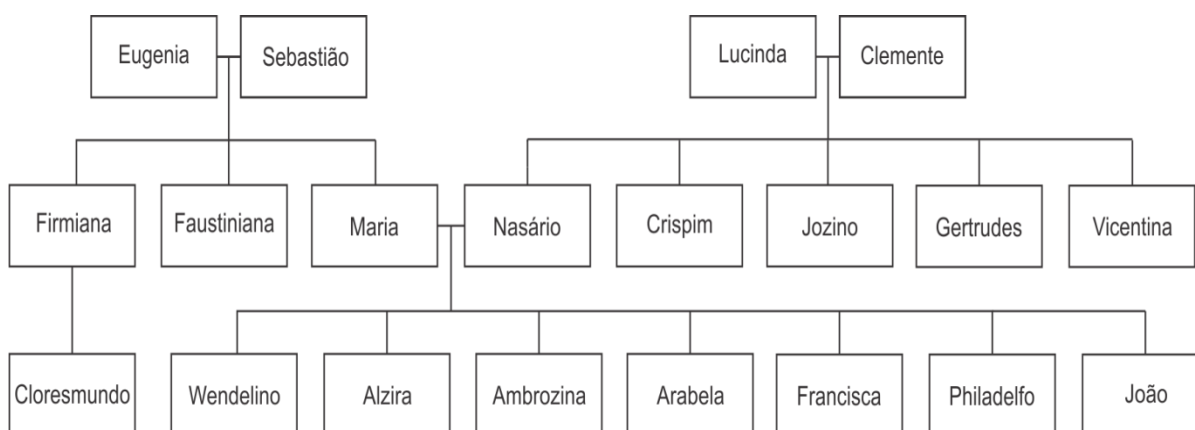 Eugenia
Sebastião
Lucinda
Clemente
Firmiana
Faustiniana
Maria
Nasário
Crispim
Jozino
Gertrudes
Vicentina
Cloresmundo
Wendelino
Alzira
Ambrozina
Arabela
Francisca
Philadelfo
João